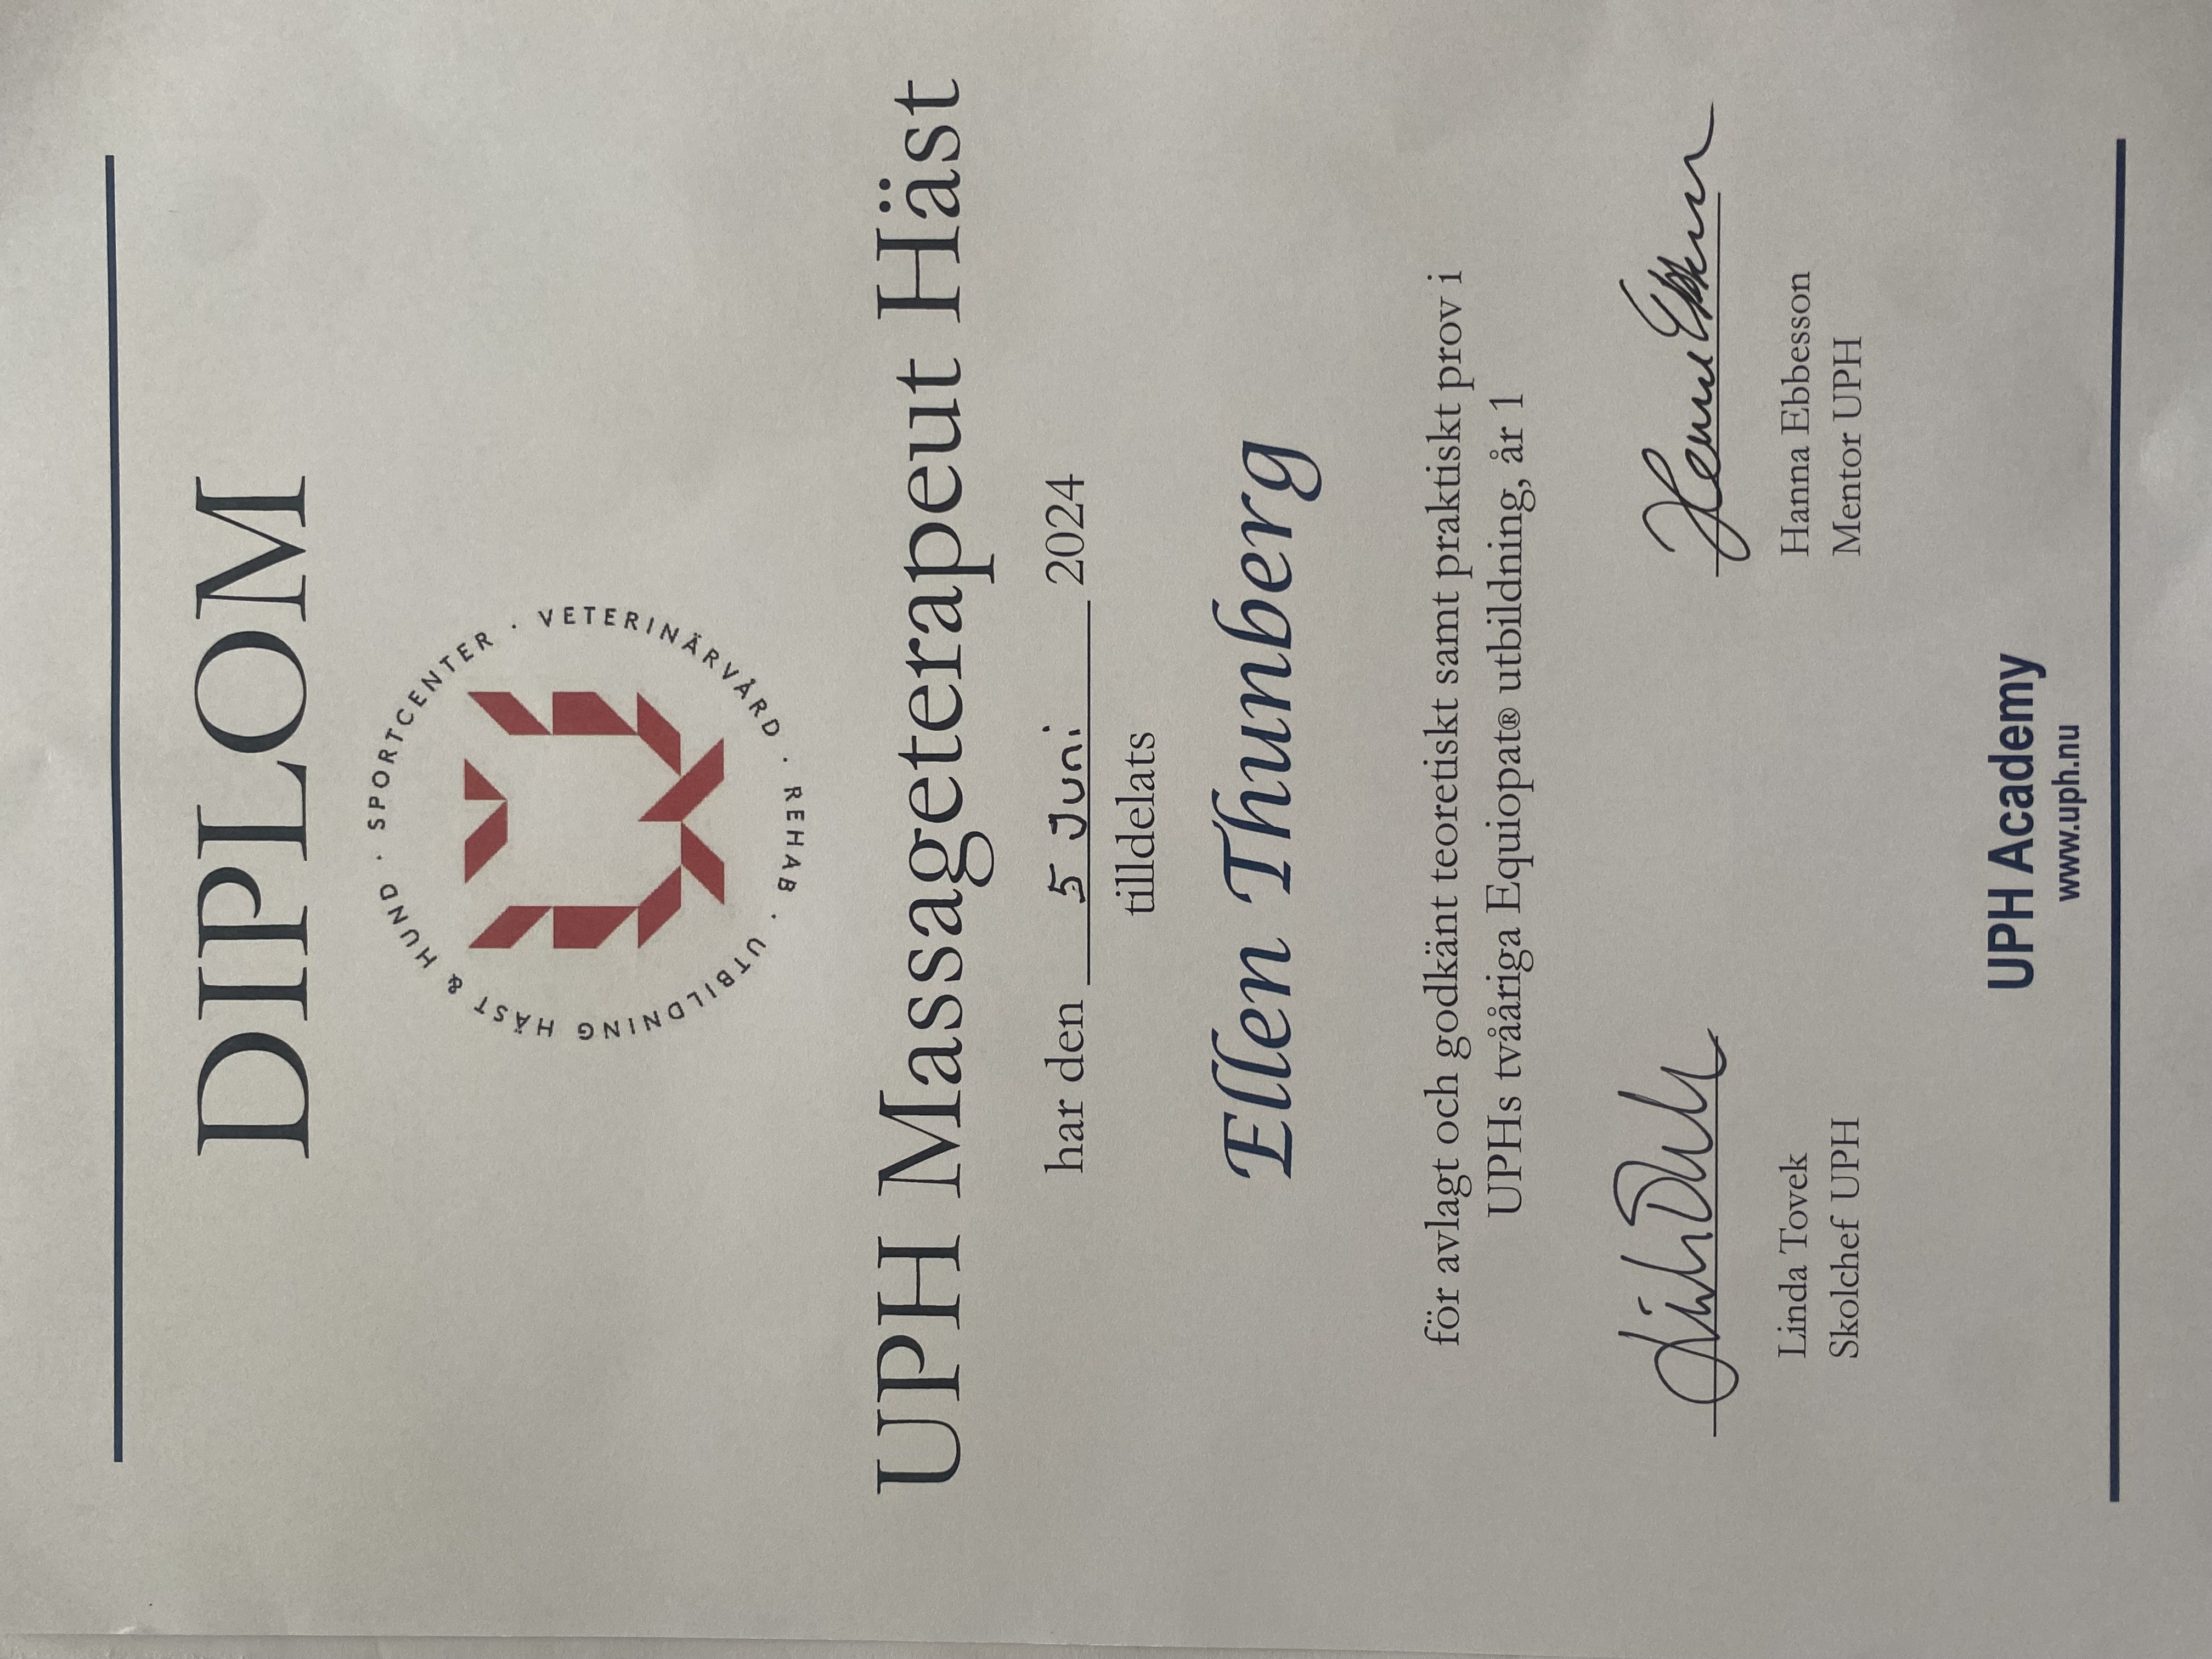 DIPLOM
SPORTCENTER · VETERINÄRVÅRD · REHAB · UTBILDNING HÄST & HUND ·
UPH Massageterapeut Häst
har den 5 Juni 2024
tilldelats
Ellen Thunberg
för avlagt och godkänt teoretiskt samt praktiskt prov i
UPHs tvååriga Equiopat® utbildning, år 1
Linda Tovek
Skolchef UPH
Hanna Ebbesson
Mentor UPH
UPH Academy
www.uph.nu